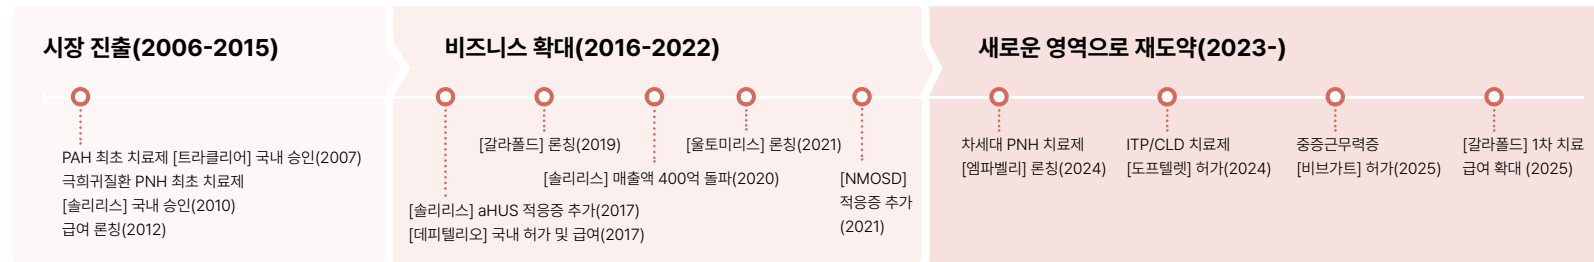 시장 진출(2006-2015)
PAH 최초 치료제 [트라클리어] 국내 승인(2007)
극희귀질환 PNH 최초 치료제
[솔리리스] 국내 승인(2010)
급여 론칭(2012)
비즈니스 확대(2016-2022)
[솔리리스] aHUS 적응증 추가(2017)
[데피텔리오] 국내 허가 및 급여(2017)
[갈라폴드] 론칭(2019)
[솔리리스] 매출액 400억 돌파(2020)
[울토미리스] 론칭(2021)
[NMOSD]
적응증 추가
(2021)
새로운 영역으로 재도약(2023-)
차세대 PNH 치료제
[엠파벨리] 론칭(2024)
ITP/CLD 치료제
[도프텔렛] 허가(2024)
중증근무력증
[비브가트] 허가(2025)
[갈라폴드] 1차 치료
급여 확대 (2025)